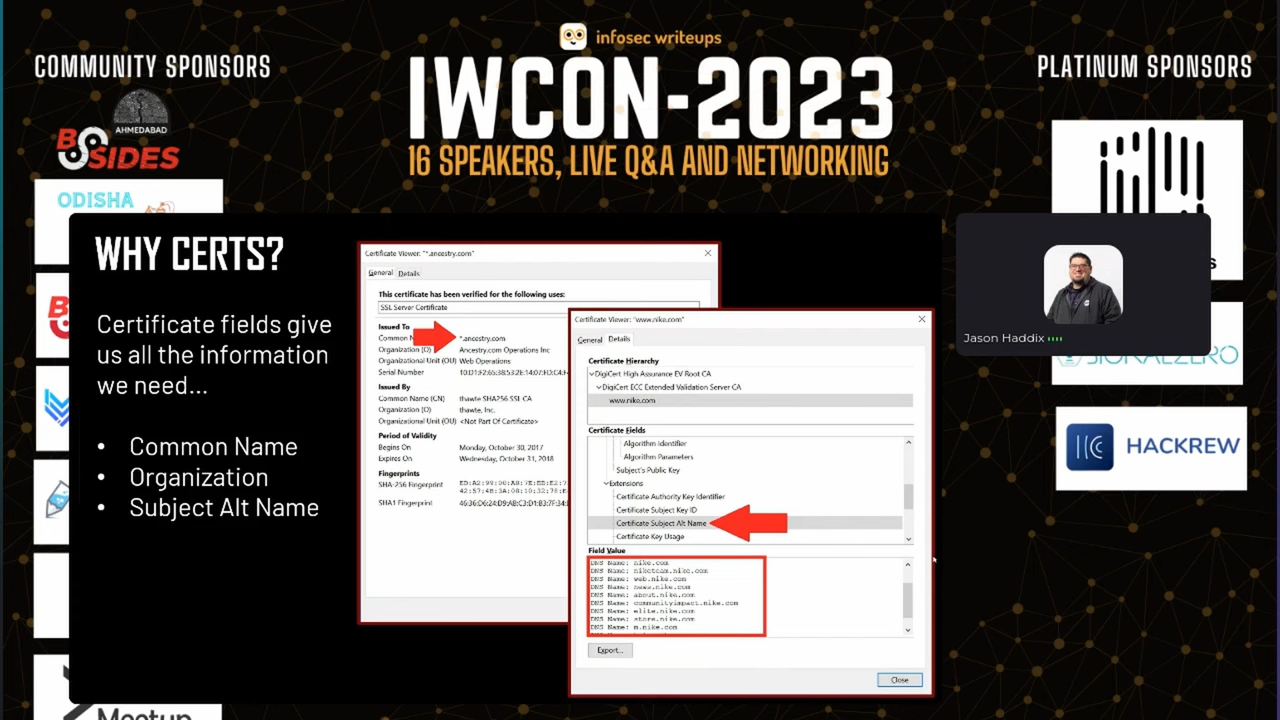 infosec writeups
COMMUNITY SPONSORS
IWCON-2023
PLATINUM SPONSORS
16 SPEAKERS, LIVE Q&A AND NETWORKING
AHMEDABAD
BSIDES
ODISHA
WHY CERTS?
Certificate fields give
us all the information
we need...
• Common Name
• Organization
• Subject Alt Name
Certificate Viewer: "*.ancestry.com"
General Details
This certificate has been verified for the following uses:
SSL Server Certificate
Issued To
Common N *.ancestry.com
Organization (O) Ancestry.com Operations Inc
Organizational Unit (OU) Web Operations
Serial Number
Issued By
Common Name (CN) thawte SHA256 SSL CA
Organization (O) thawte, Inc.
Organizational Unit (OU) <Not Part Of Certificate>
Period of Validity
Begins On Monday, October 30, 2017
Expires On Wednesday, October 31, 2018
Fingerprints
SHA-256 Fingerprint
SHA1 Fingerprint
Certificate Viewer: "www.nike.com"
General Details
Certificate Hierarchy
DigiCert High Assurance EV Root CA
DigiCert ECC Extended Validation Server CA
www.nike.com
Certificate Fields
Algorithm Identifier
Algorithm Parameters
Subject's Public Key
Extensions
Certificate Authority Key Identifier
Certificate Subject Key ID
Certificate Subject Alt Name
Certificate Key Usage
Field Value
DNS Name: nike.com
DNS Name: niketeam.nike.com
DNS Name: web.nike.com
DNS Name: news.nike.com
DNS Name: about.nike.com
DNS Name: communityimpact.nike.com
DNS Name: elite.nike.com
DNS Name: store.nike.com
DNS Name: m.nike.com
Export...
Close
Jason Haddix
HACKREW
Meetup